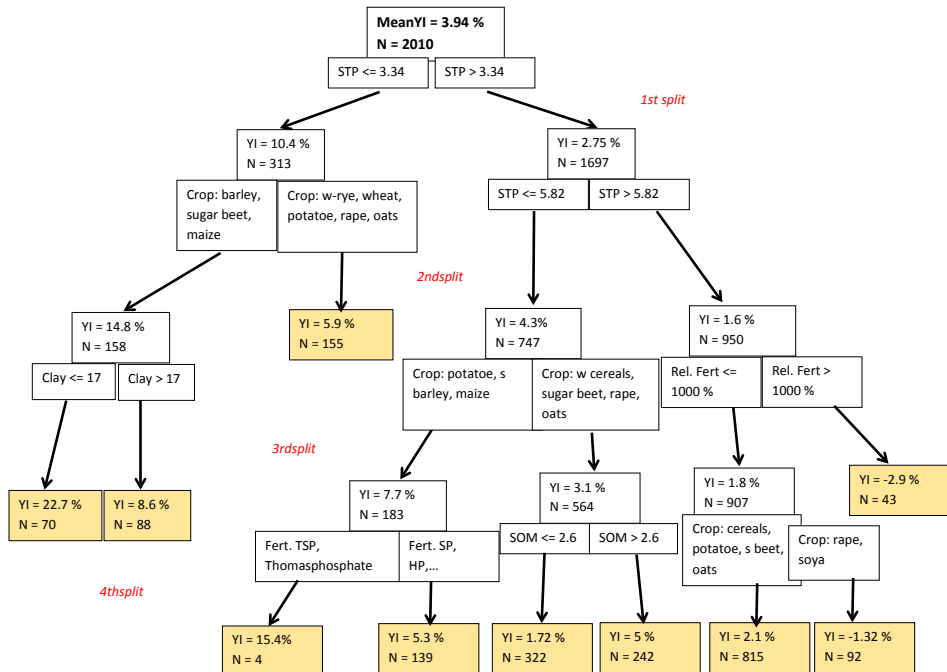 MeanYI = 3.94 %
N = 2010
STP <= 3.34
STP > 3.34
1st split
YI = 10.4 %
N = 313
YI = 2.75 %
N = 1697
Crop: barley,
sugar beet,
maize
Crop: w-rye, wheat,
potatoe, rape, oats
STP <= 5.82
STP > 5.82
2ndsplit
YI = 14.8 %
N = 158
YI = 5.9 %
N = 155
YI = 4.3%
N = 747
YI = 1.6 %
N = 950
Clay <= 17
Clay > 17
Crop: potatoe, s
barley, maize
Crop: w cereals,
sugar beet, rape,
oats
Rel. Fert <=
1000 %
Rel. Fert >
1000 %
3rdsplit
YI = 22.7 %
N = 70
YI = 8.6 %
N = 88
YI = 7.7 %
N = 183
YI = 3.1 %
N = 564
YI = 1.8 %
N = 907
YI = -2.9 %
N = 43
Fert. TSP,
Thomasphosphate
Fert. SP,
HP,...
SOM <= 2.6
SOM > 2.6
Crop: cereals,
potatoe, s beet,
oats
Crop: rape,
soya
4thsplit
YI = 15.4%
N = 4
YI = 5.3 %
N = 139
YI = 1.72 %
N = 322
YI = 5 %
N = 242
YI = 2.1 %
N = 815
YI = -1.32 %
N = 92